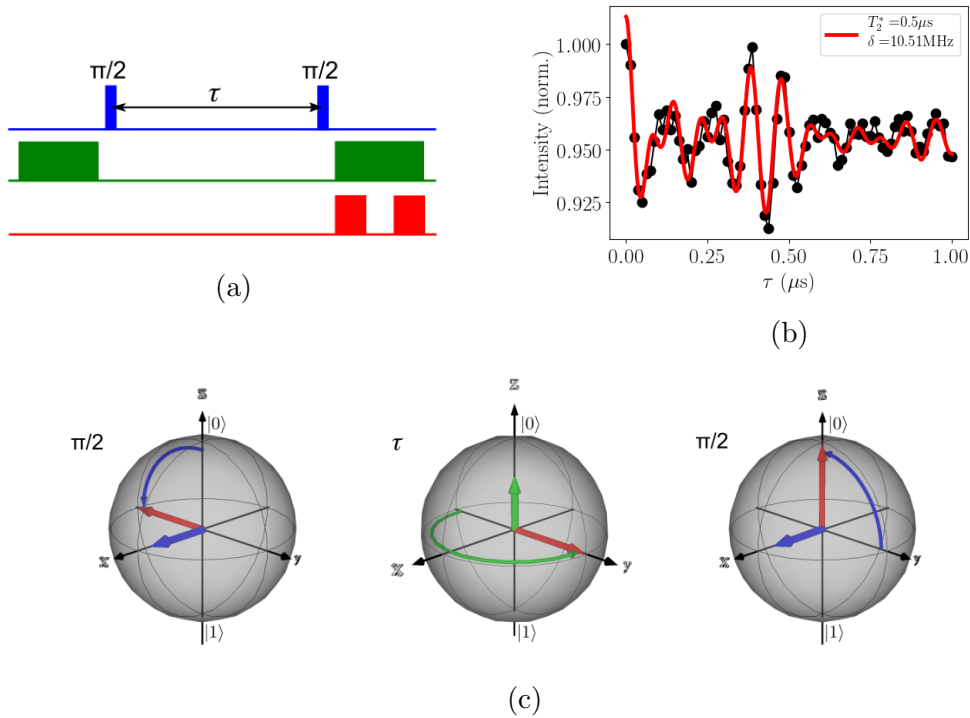 (a)
π/2
π/2
τ
T₂* =0.5μs
δ =10.51MHz
1.000
0.975
0.950
0.925
Intensity (norm.)
0.00
0.25
0.50
0.75
1.00
τ (μs)
(b)
π/2
z
|0⟩
x
y
|1⟩
τ
z
|0⟩
x
y
|1⟩
π/2
z
|0⟩
x
y
|1⟩
(c)